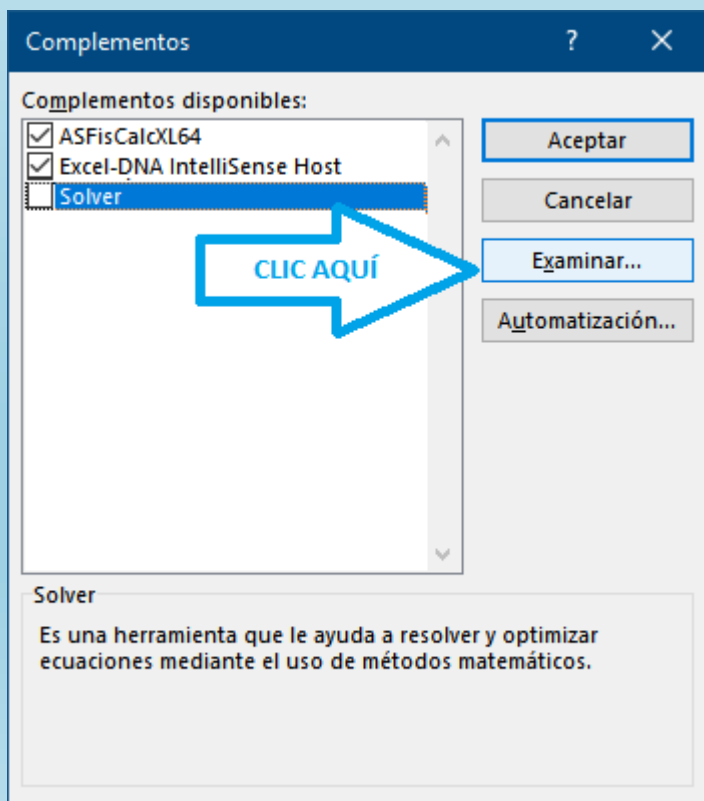 Complementos
?
Complementos disponibles:
ASFisCalcXL64
Excel-DNA IntelliSense Host
Solver
Aceptar
Cancelar
Examinar...
Automatización...
CLIC AQUÍ
Solver
Es una herramienta que le ayuda a resolver y optimizar
ecuaciones mediante el uso de métodos matemáticos.